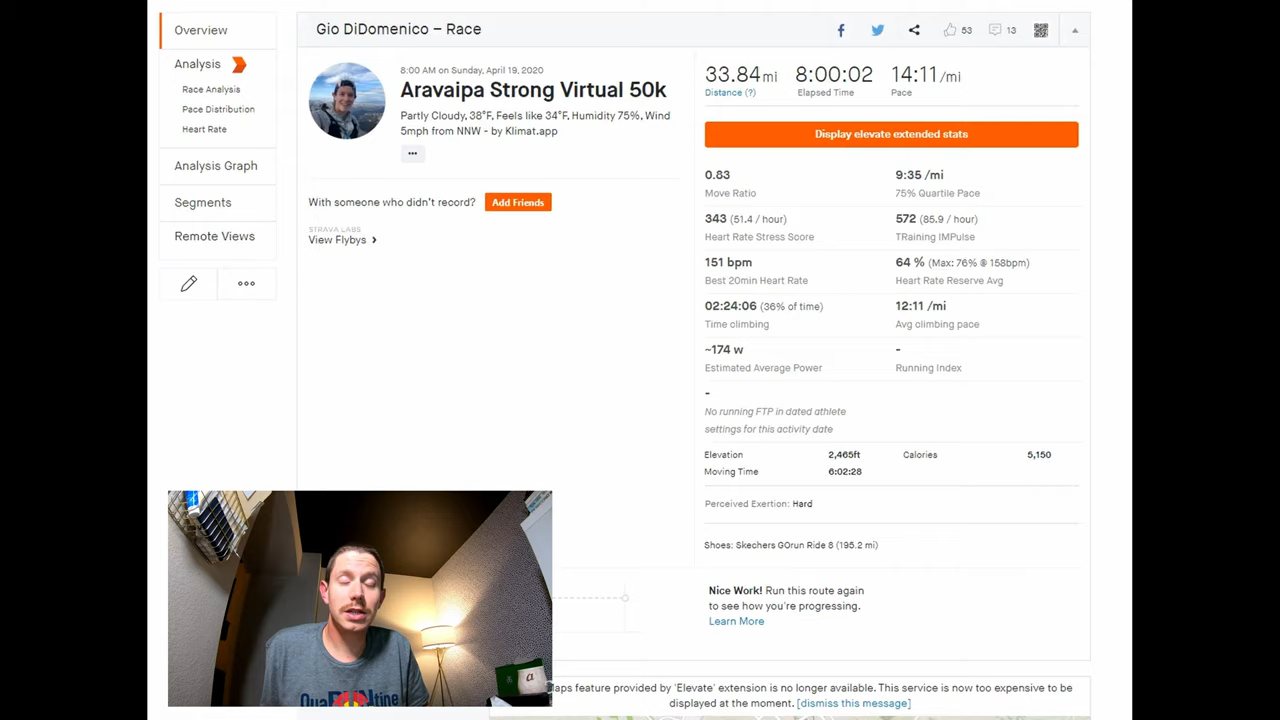 Overview
Analysis
Race Analysis
Pace Distribution
Heart Rate
Analysis Graph
Segments
Remote Views
Gio DiDomenico – Race
53
13
8:00 AM on Sunday, April 19, 2020
Aravaipa Strong Virtual 50k
Partly Cloudy, 38°F, Feels like 34°F, Humidity 75%, Wind
5mph from NNW - by Klimat.app
With someone who didn't record?
Add Friends
STRAVA LABS
View Flybys
33.84mi
8:00:02
14:11/mi
Distance (?)
Elapsed Time
Pace
Display elevate extended stats
0.83
9:35 /mi
Move Ratio
75% Quartile Pace
343 (51.4 / hour)
572 (85.9 / hour)
Heart Rate Stress Score
TRaining IMPulse
151 bpm
64 % (Max: 76% @ 158bpm)
Best 20min Heart Rate
Heart Rate Reserve Avg
02:24:06 (36% of time)
12:11 /mi
Time climbing
Avg climbing pace
~174 w
-
Estimated Average Power
Running Index
-
No running FTP in dated athlete
settings for this activity date
Elevation
2,465ft
Calories
5,150
Moving Time
6:02:28
Perceived Exertion: Hard
Shoes: Skechers GOrun Ride 8 (195.2 mi)
Nice Work! Run this route again
to see how you're progressing.
Learn More
feature provided by 'Elevate' extension is no longer available. This service is now too expensive to be
displayed at the moment. [dismiss this message]
a